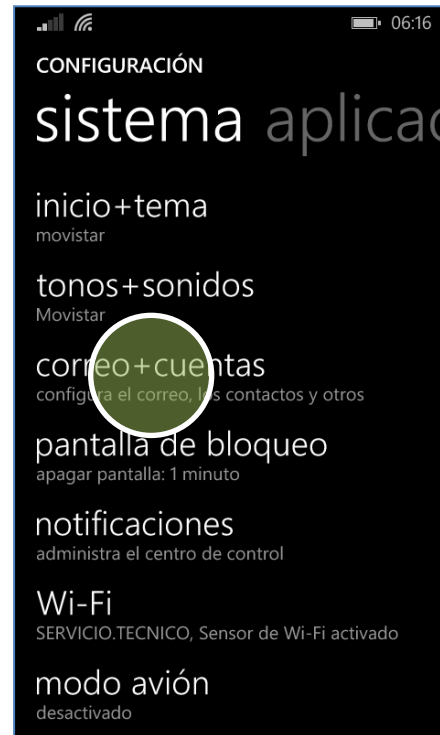 06:16
CONFIGURACIÓN
sistema aplicac
inicio+tema
movistar
tonos+sonidos
Movistar
correo+cuentas
configura el correo, los contactos y otros
pantalla de bloqueo
apagar pantalla: 1 minuto
notificaciones
administra el centro de control
Wi-Fi
SERVICIO.TECNICO, Sensor de Wi-Fi activado
modo avión
desactivado